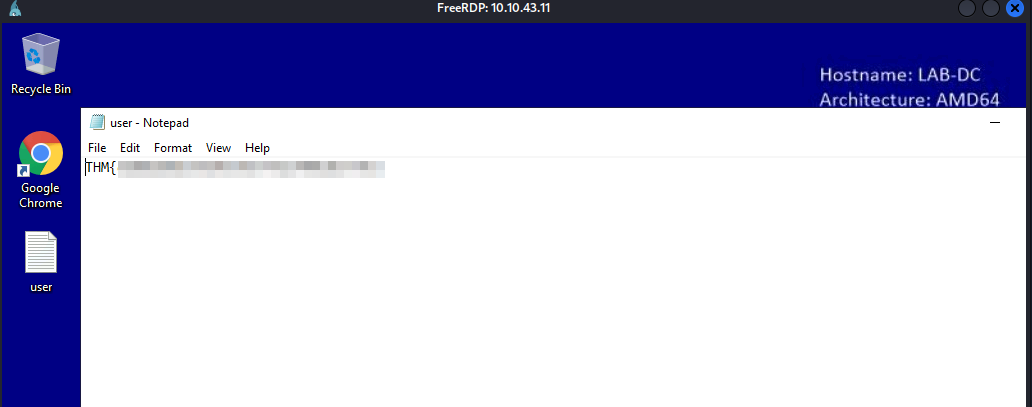 FreeRDP: 10.10.43.11
Recycle Bin
Hostname: LAB-DC
Architecture: AMD64
user - Notepad
File Edit Format View Help
THM{
Google
Chrome
user